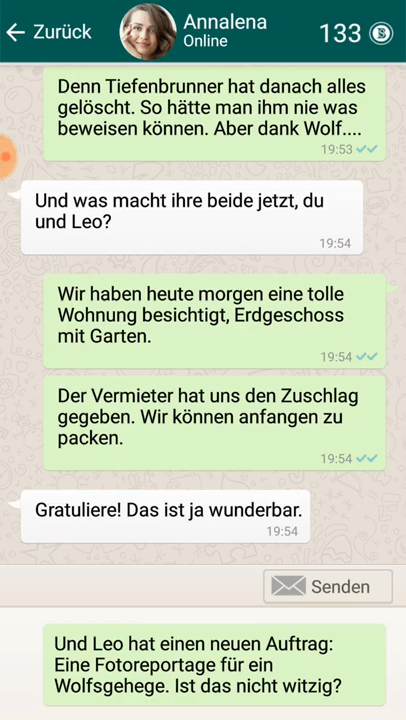 Zurück
Annalena
Online
133
Denn Tiefenbrunner hat danach alles
gelöscht. So hätte man ihm nie was
beweisen können. Aber dank Wolf....
19:53
Und was macht ihre beide jetzt, du
und Leo?
19:54
Wir haben heute morgen eine tolle
Wohnung besichtigt, Erdgeschoss
mit Garten.
19:54
Der Vermieter hat uns den Zuschlag
gegeben. Wir können anfangen zu
packen.
19:54
Gratuliere! Das ist ja wunderbar.
19:54
Senden
Und Leo hat einen neuen Auftrag:
Eine Fotoreportage für ein
Wolfsgehege. Ist das nicht witzig?